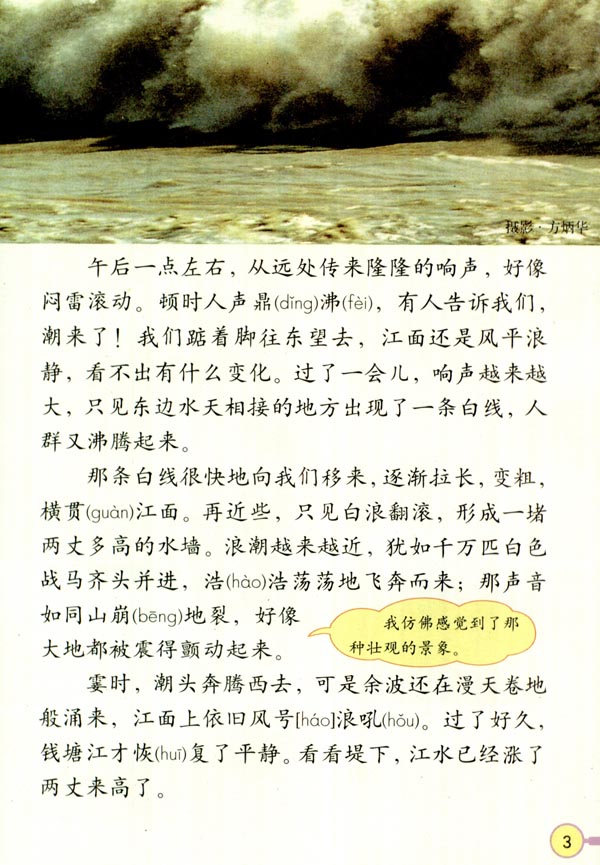 摄影·方炳华
午后一点左右，从远处传来隆隆的响声，好像
闷雷滚动。顿时人声鼎(dǐng)沸(fèi)，有人告诉我们，
潮来了！我们踮着脚往东望去，江面还是风平浪
静，看不出有什么变化。过了一会儿，响声越来越
大，只见东边水天相接的地方出现了一条白线，人
群又沸腾起来。
那条白线很快地向我们移来，逐渐拉长，变粗，
横贯(guàn)江面。再近些，只见白浪翻滚，形成一堵
两丈多高的水墙。浪潮越来越近，犹如千万匹白色
战马齐头并进，浩(hào)浩荡荡地飞奔而来；那声音
如同山崩(bēng)地裂，好像
大地都被震得颤动起来。
我仿佛感觉到了那
种壮观的景象。
霎时，潮头奔腾西去，可是余波还在漫天卷地
般涌来，江面上依旧风号[háo]浪吼(hǒu)。过了好久，
钱塘江才恢(huī)复了平静。看看堤下，江水已经涨了
两丈来高了。
3